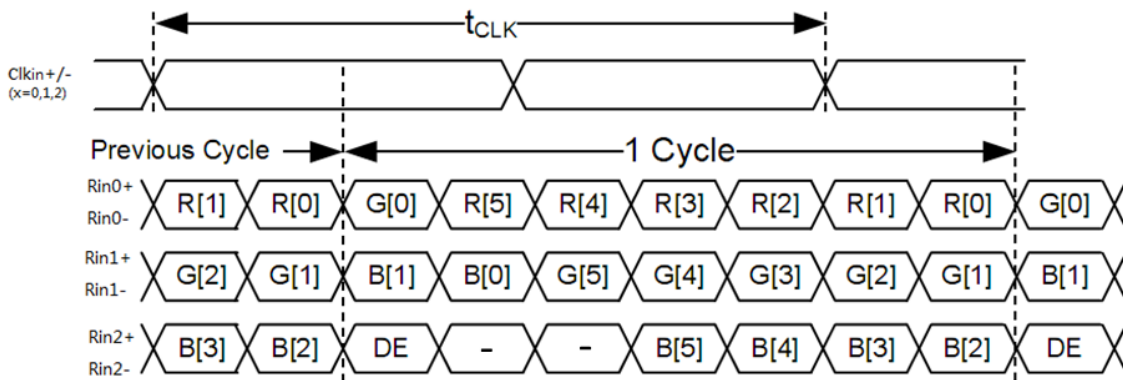 tCLK
Clkin+/-
(x=0,1,2)
Previous Cycle 1 Cycle
Rin0+
Rin0-
R[1] R[0] G[0] R[5] R[4] R[3] R[2] R[1] R[0] G[0]
Rin1+
Rin1-
G[2] G[1] B[1] B[0] G[5] G[4] G[3] G[2] G[1] B[1]
Rin2+
Rin2-
B[3] B[2] DE - - B[5] B[4] B[3] B[2] DE